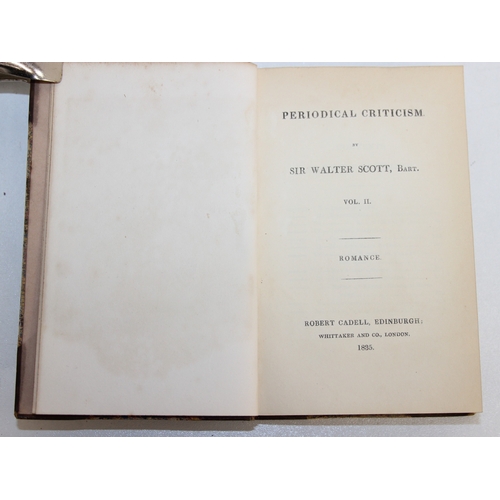 PERIODICAL CRITICISM
BY
SIR WALTER SCOTT, BART.
VOL. II.
ROMANCE.
ROBERT CADELL, EDINBURGH;
WHITTAKER AND CO., LONDON.
1835.